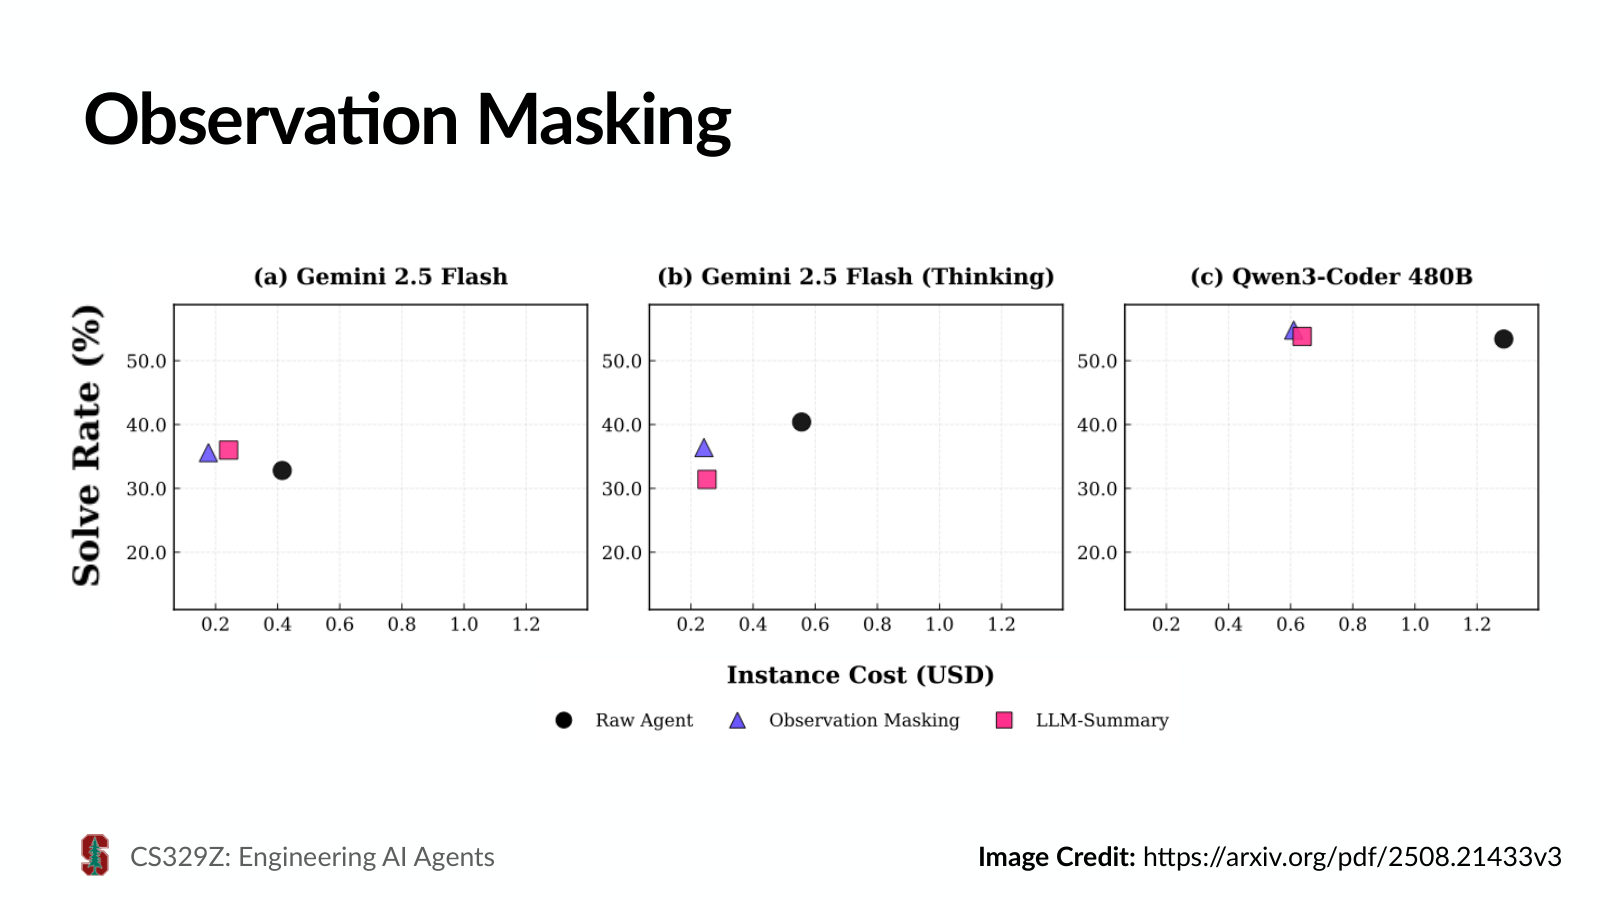 Observation Masking
(a) Gemini 2.5 Flash
(b) Gemini 2.5 Flash (Thinking)
(c) Qwen3-Coder 480B
Solve Rate (%)
50.0
40.0
30.0
20.0
0.2 0.4 0.6 0.8 1.0 1.2
50.0
40.0
30.0
20.0
0.2 0.4 0.6 0.8 1.0 1.2
50.0
40.0
30.0
20.0
0.2 0.4 0.6 0.8 1.0 1.2
Instance Cost (USD)
Raw Agent Observation Masking LLM-Summary
CS329Z: Engineering AI Agents
Image Credit: https://arxiv.org/pdf/2508.21433v3